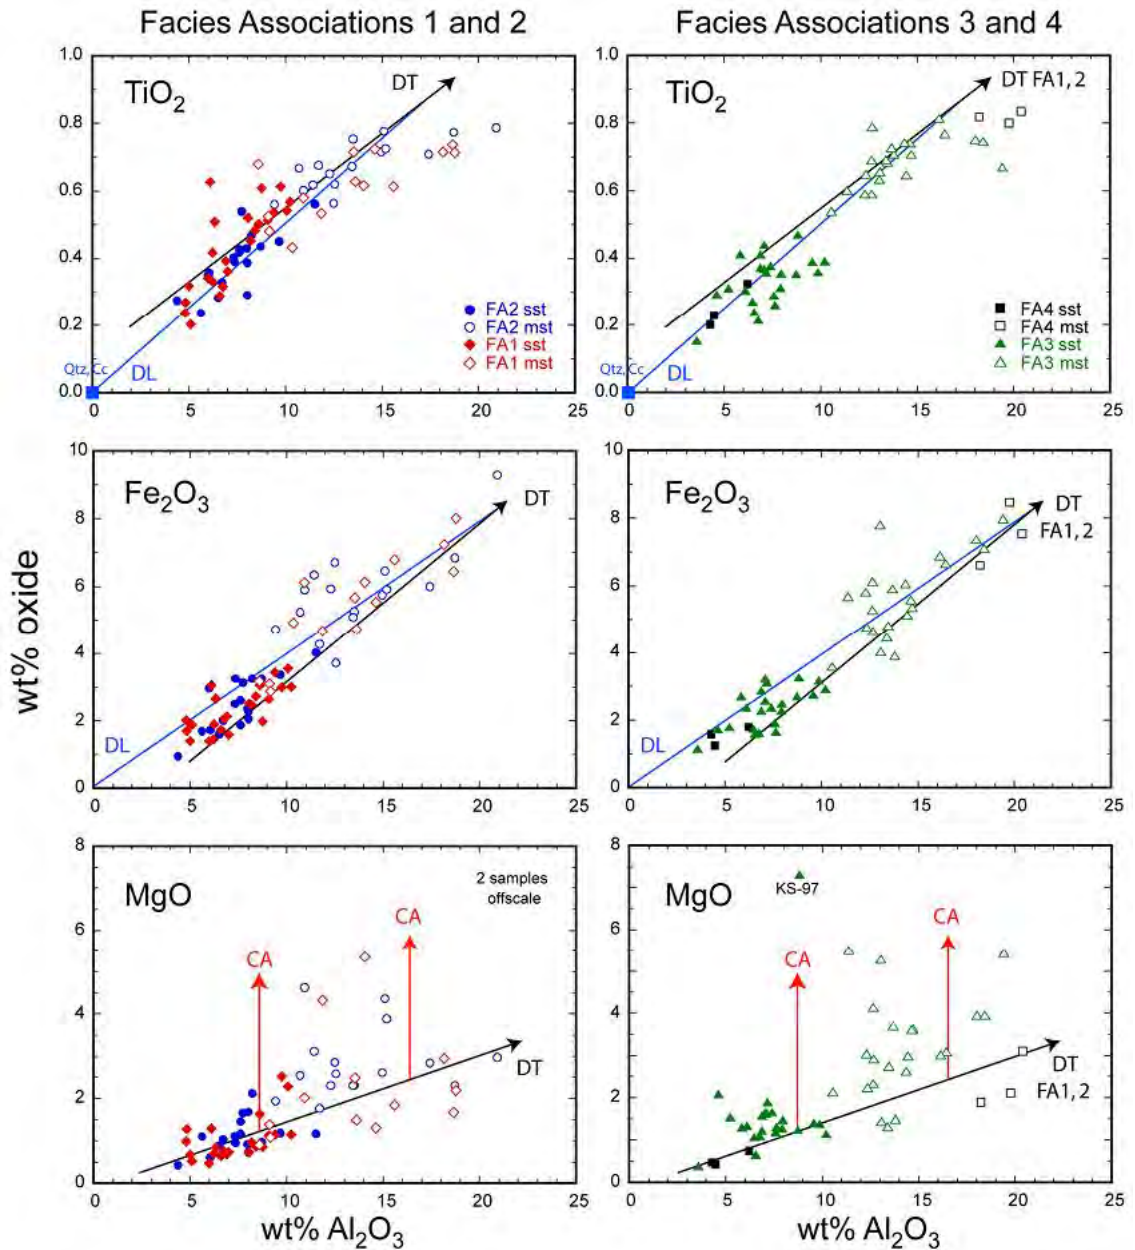 Facies Associations 1 and 2
Facies Associations 3 and 4
wt% oxide
1.0
0.8
0.6
0.4
0.2
0.0
TiO2
DT
FA2 sst
FA2 mst
FA1 sst
FA1 mst
Qtz, Cc
DL
0
5
10
15
20
25
1.0
0.8
0.6
0.4
0.2
0.0
TiO2
DT FA1, 2
FA4 sst
FA4 mst
FA3 sst
FA3 mst
Qtz, Cc
DL
0
5
10
15
20
25
10
8
6
4
2
0
Fe2O3
DT
DL
0
5
10
15
20
25
10
8
6
4
2
0
Fe2O3
DT
FA1, 2
DL
0
5
10
15
20
25
8
6
4
2
0
MgO
2 samples
offscale
CA
CA
DT
0
5
10
15
20
25
wt% Al2O3
8
6
4
2
0
MgO
KS-97
CA
CA
DT
FA1, 2
0
5
10
15
20
25
wt% Al2O3